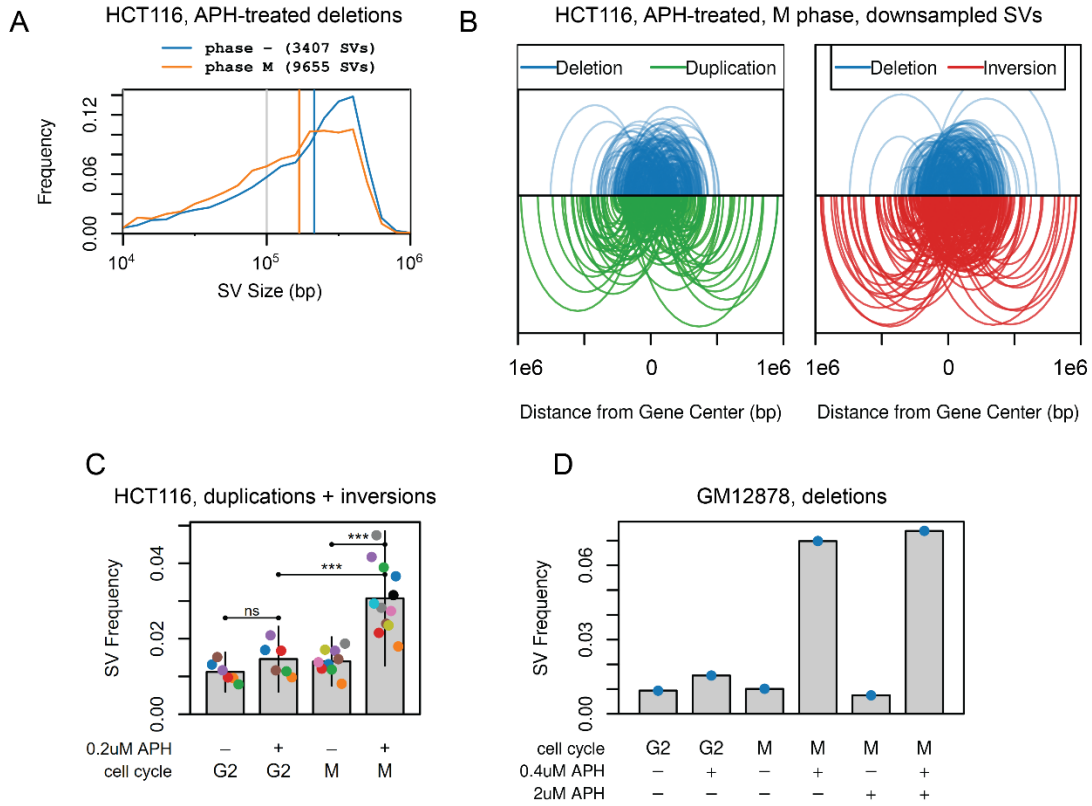 A
HCT116, APH-treated deletions
phase – (3407 SVs)
phase M (9655 SVs)
Frequency
0.12
0.06
0.00
10^4
10^5
10^6
SV Size (bp)
B
HCT116, APH-treated, M phase, downsampled SVs
Deletion
Duplication
1e6
0
1e6
Distance from Gene Center (bp)
Deletion
Inversion
1e6
0
1e6
Distance from Gene Center (bp)
C
HCT116, duplications + inversions
SV Frequency
0.04
0.02
0.00
ns
***
***
0.2uM APH – + – +
cell cycle G2 G2 M M
D
GM12878, deletions
SV Frequency
0.06
0.03
0.00
cell cycle G2 G2 M M M M
0.4uM APH – + – + – +
2uM APH – – – – + +